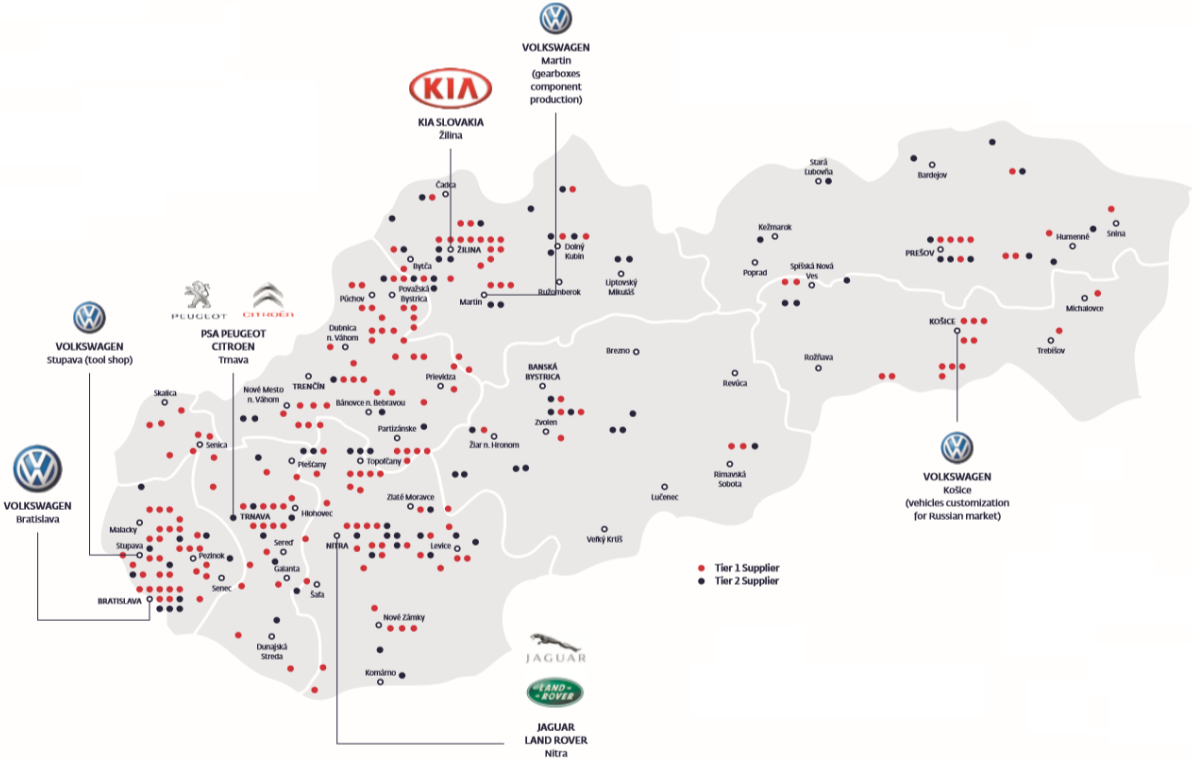 VOLKSWAGEN
Martin
(gearboxes
component
production)
KIA
KIA SLOVAKIA
Žilina
PEUGEOT
CITROËN
PSA PEUGEOT
CITROEN
Trnava
VOLKSWAGEN
Stupava (tool shop)
VOLKSWAGEN
Bratislava
Čadca
ŽILINA
Bytča
Dolný
Kubín
Považská
Bystrica
Púchov
Martin
Ružomberok
Liptovský
Mikuláš
Stará
Ľubovňa
Bardejov
Kežmarok
Poprad
Spišská Nová
Ves
PREŠOV
Humenné
Snina
Michalovce
KOŠICE
Trebišov
Dubnica
n. Váhom
TRENČÍN
Prievidza
BANSKÁ
BYSTRICA
Brezno
Revúca
Rožňava
Skalica
Nové Mesto
n. Váhom
Bánovce n. Bebravou
Partizánske
Zvolen
Žiar n. Hronom
Senica
Piešťany
Topoľčany
Rimavská
Sobota
Zlaté Moravce
Lučenec
Hlohovec
TRNAVA
Malacky
Stupava
Pezinok
Sereď
NITRA
Levice
Veľký Krtíš
Galanta
Senec
Šaľa
BRATISLAVA
Nové Zámky
Dunajská
Streda
Komárno
VOLKSWAGEN
Košice
(vehicles customization
for Russian market)
Tier 1 Supplier
Tier 2 Supplier
JAGUAR
LAND-
ROVER
JAGUAR
LAND ROVER
Nitra